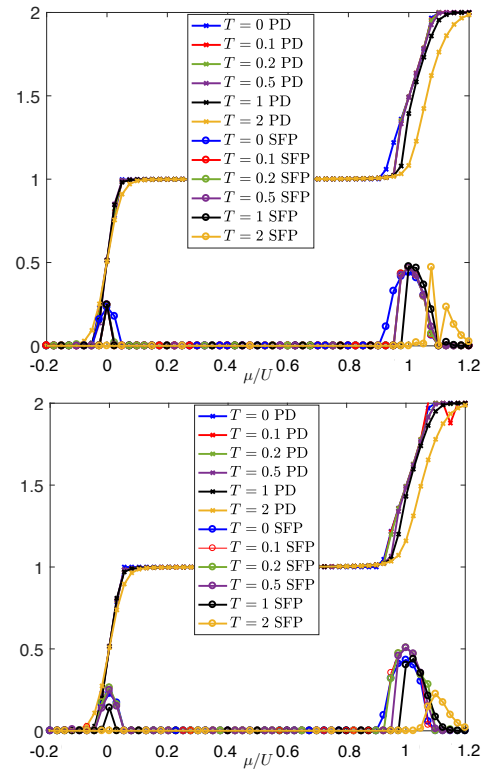 2
T = 0 PD
T = 0.1 PD
T = 0.2 PD
T = 0.5 PD
1.5
T = 1 PD
T = 2 PD
T = 0 SFP
T = 0.1 SFP
1
T = 0.2 SFP
T = 0.5 SFP
T = 1 SFP
T = 2 SFP
0.5
0
-0.2 0 0.2 0.4 0.6 0.8 1 1.2
μ/U
2
T = 0 PD
T = 0.1 PD
T = 0.2 PD
T = 0.5 PD
1.5
T = 1 PD
T = 2 PD
T = 0 SFP
T = 0.1 SFP
1
T = 0.2 SFP
T = 0.5 SFP
T = 1 SFP
T = 2 SFP
0.5
0
-0.2 0 0.2 0.4 0.6 0.8 1 1.2
μ/U